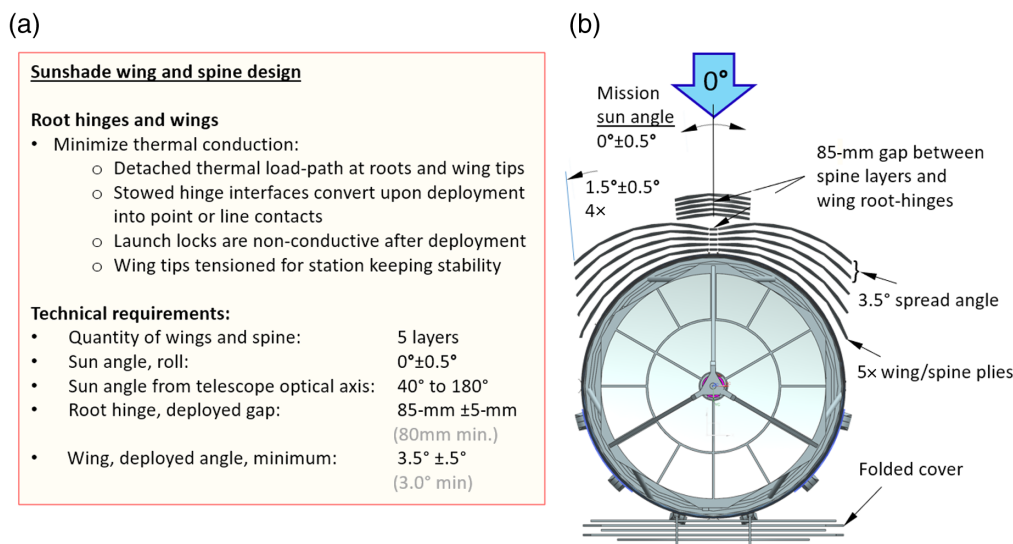 (a)
Sunshade wing and spine design
Root hinges and wings
• Minimize thermal conduction:
o Detached thermal load-path at roots and wing tips
o Stowed hinge interfaces convert upon deployment
into point or line contacts
o Launch locks are non-conductive after deployment
o Wing tips tensioned for station keeping stability
Technical requirements:
• Quantity of wings and spine: 5 layers
• Sun angle, roll: 0°±0.5°
• Sun angle from telescope optical axis: 40° to 180°
• Root hinge, deployed gap: 85-mm ±5-mm
(80mm min.)
• Wing, deployed angle, minimum: 3.5° ±.5°
(3.0° min)
(b)
0°
Mission
sun angle
0°±0.5°
85-mm gap between
spine layers and
wing root-hinges
1.5°±0.5°
4×
3.5° spread angle
5× wing/spine plies
Folded cover